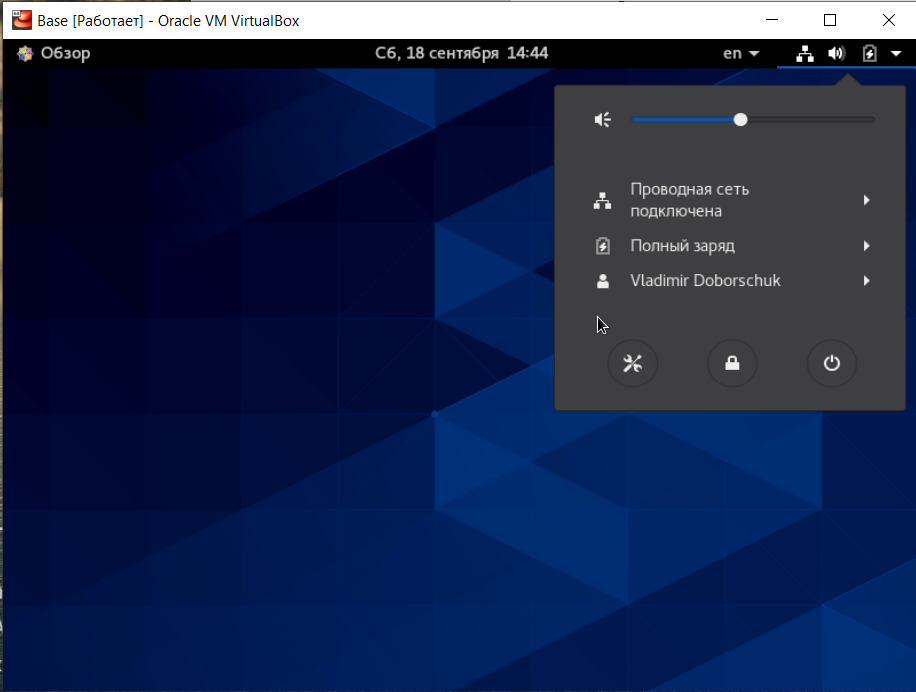 Base [Работает] - Oracle VM VirtualBox
Обзор
Сб, 18 сентября 14:44
en
Проводная сеть
подключена
Полный заряд
Vladimir Doborschuk